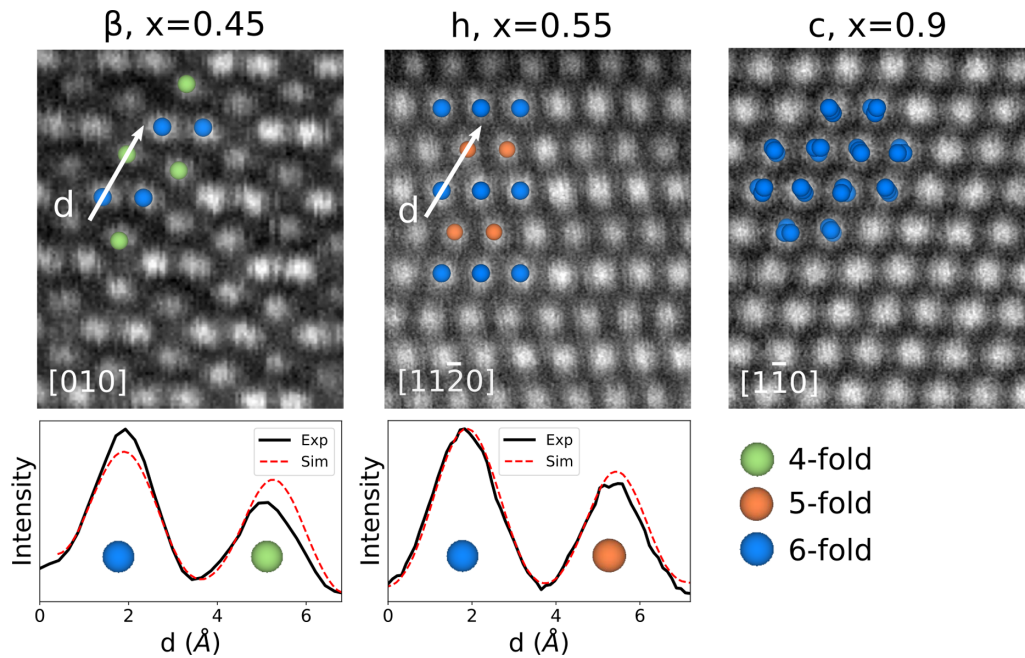 β, x=0.45
h, x=0.55
c, x=0.9
d
d
[010]
[112̅0]
[11̅0]
Intensity
Exp
Sim
0
2
4
6
d (Å)
Intensity
Exp
Sim
0
2
4
6
d (Å)
4-fold
5-fold
6-fold